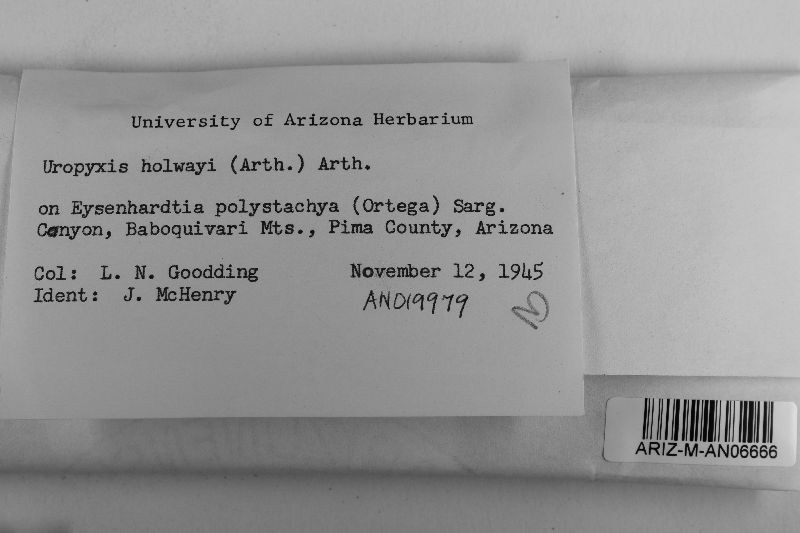 University of Arizona Herbarium
Uropyxis holwayi (Arth.) Arth.
on Eysenhardtia polystachya (Ortega) Sarg.
Canyon, Baboquivari Mts., Pima County, Arizona
Col: L. N. Goodding November 12, 1945
Ident: J. McHenry
AN019979
ARIZ-M-AN06666